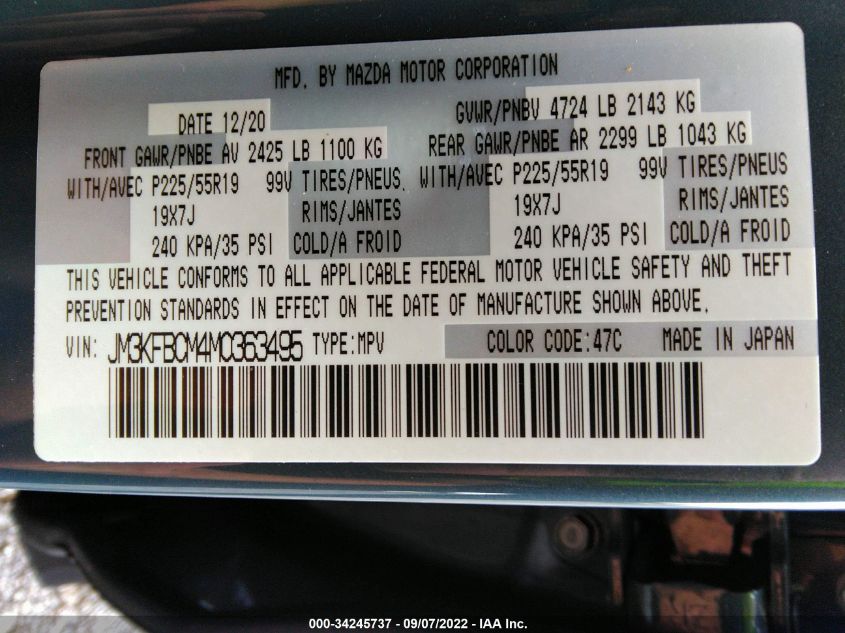 MFD. BY MAZDA MOTOR CORPORATION
DATE 12/20 GVWR/PNBV 4724 LB 2143 KG
FRONT GAWR/PNBE AV 2425 LB 1100 KG REAR GAWR/PNBE AR 2299 LB 1043 KG
WITH/AVEC P225/55R19 99V TIRES/PNEUS, WITH/AVEC P225/55R19 99V TIRES/PNEUS
19X7J RIMS/JANTES 19X7J RIMS/JANTES
240 KPA/35 PSI COLD/A FROID 240 KPA/35 PSI COLD/A FROID
THIS VEHICLE CONFORMS TO ALL APPLICABLE FEDERAL MOTOR VEHICLE SAFETY AND THEFT
PREVENTION STANDARDS IN EFFECT ON THE DATE OF MANUFACTURE SHOWN ABOVE.
VIN: JM3KFBCM4M0363495 TYPE:MPV COLOR CODE:47C MADE IN JAPAN
000-34245737 - 09/07/2022 - IAA Inc.